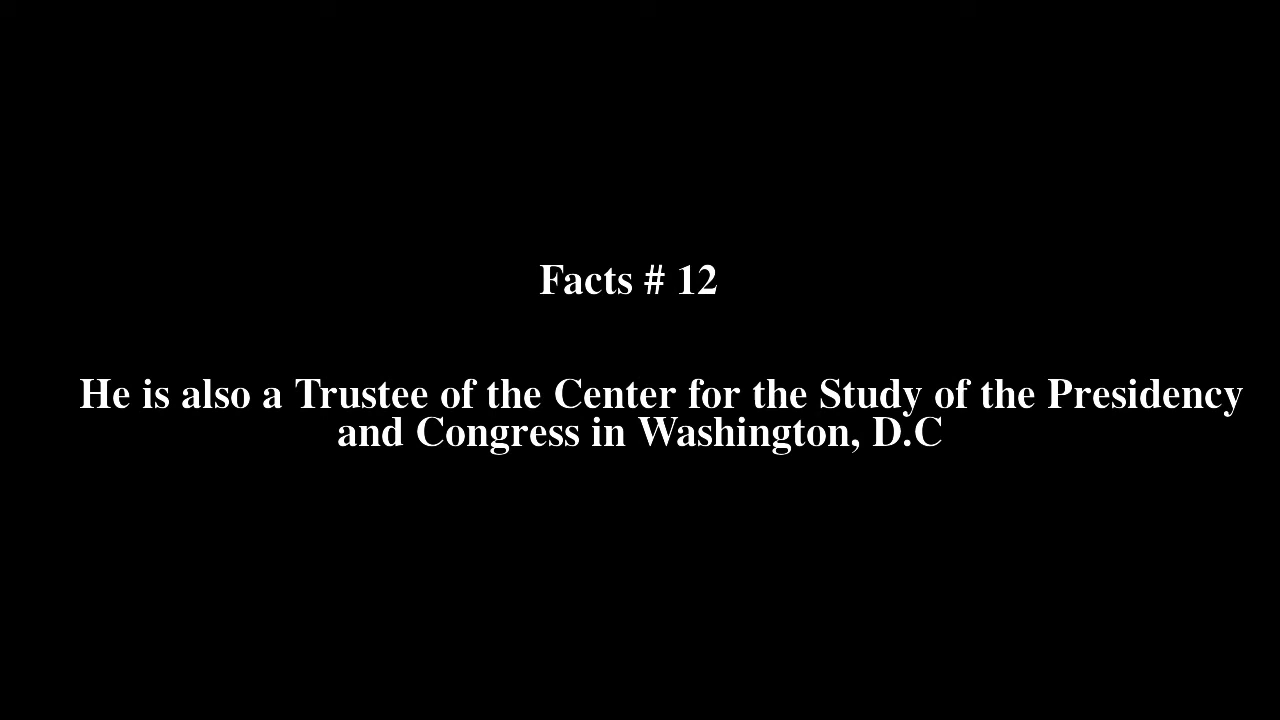 Facts # 12
He is also a Trustee of the Center for the Study of the Presidency
and Congress in Washington, D.C